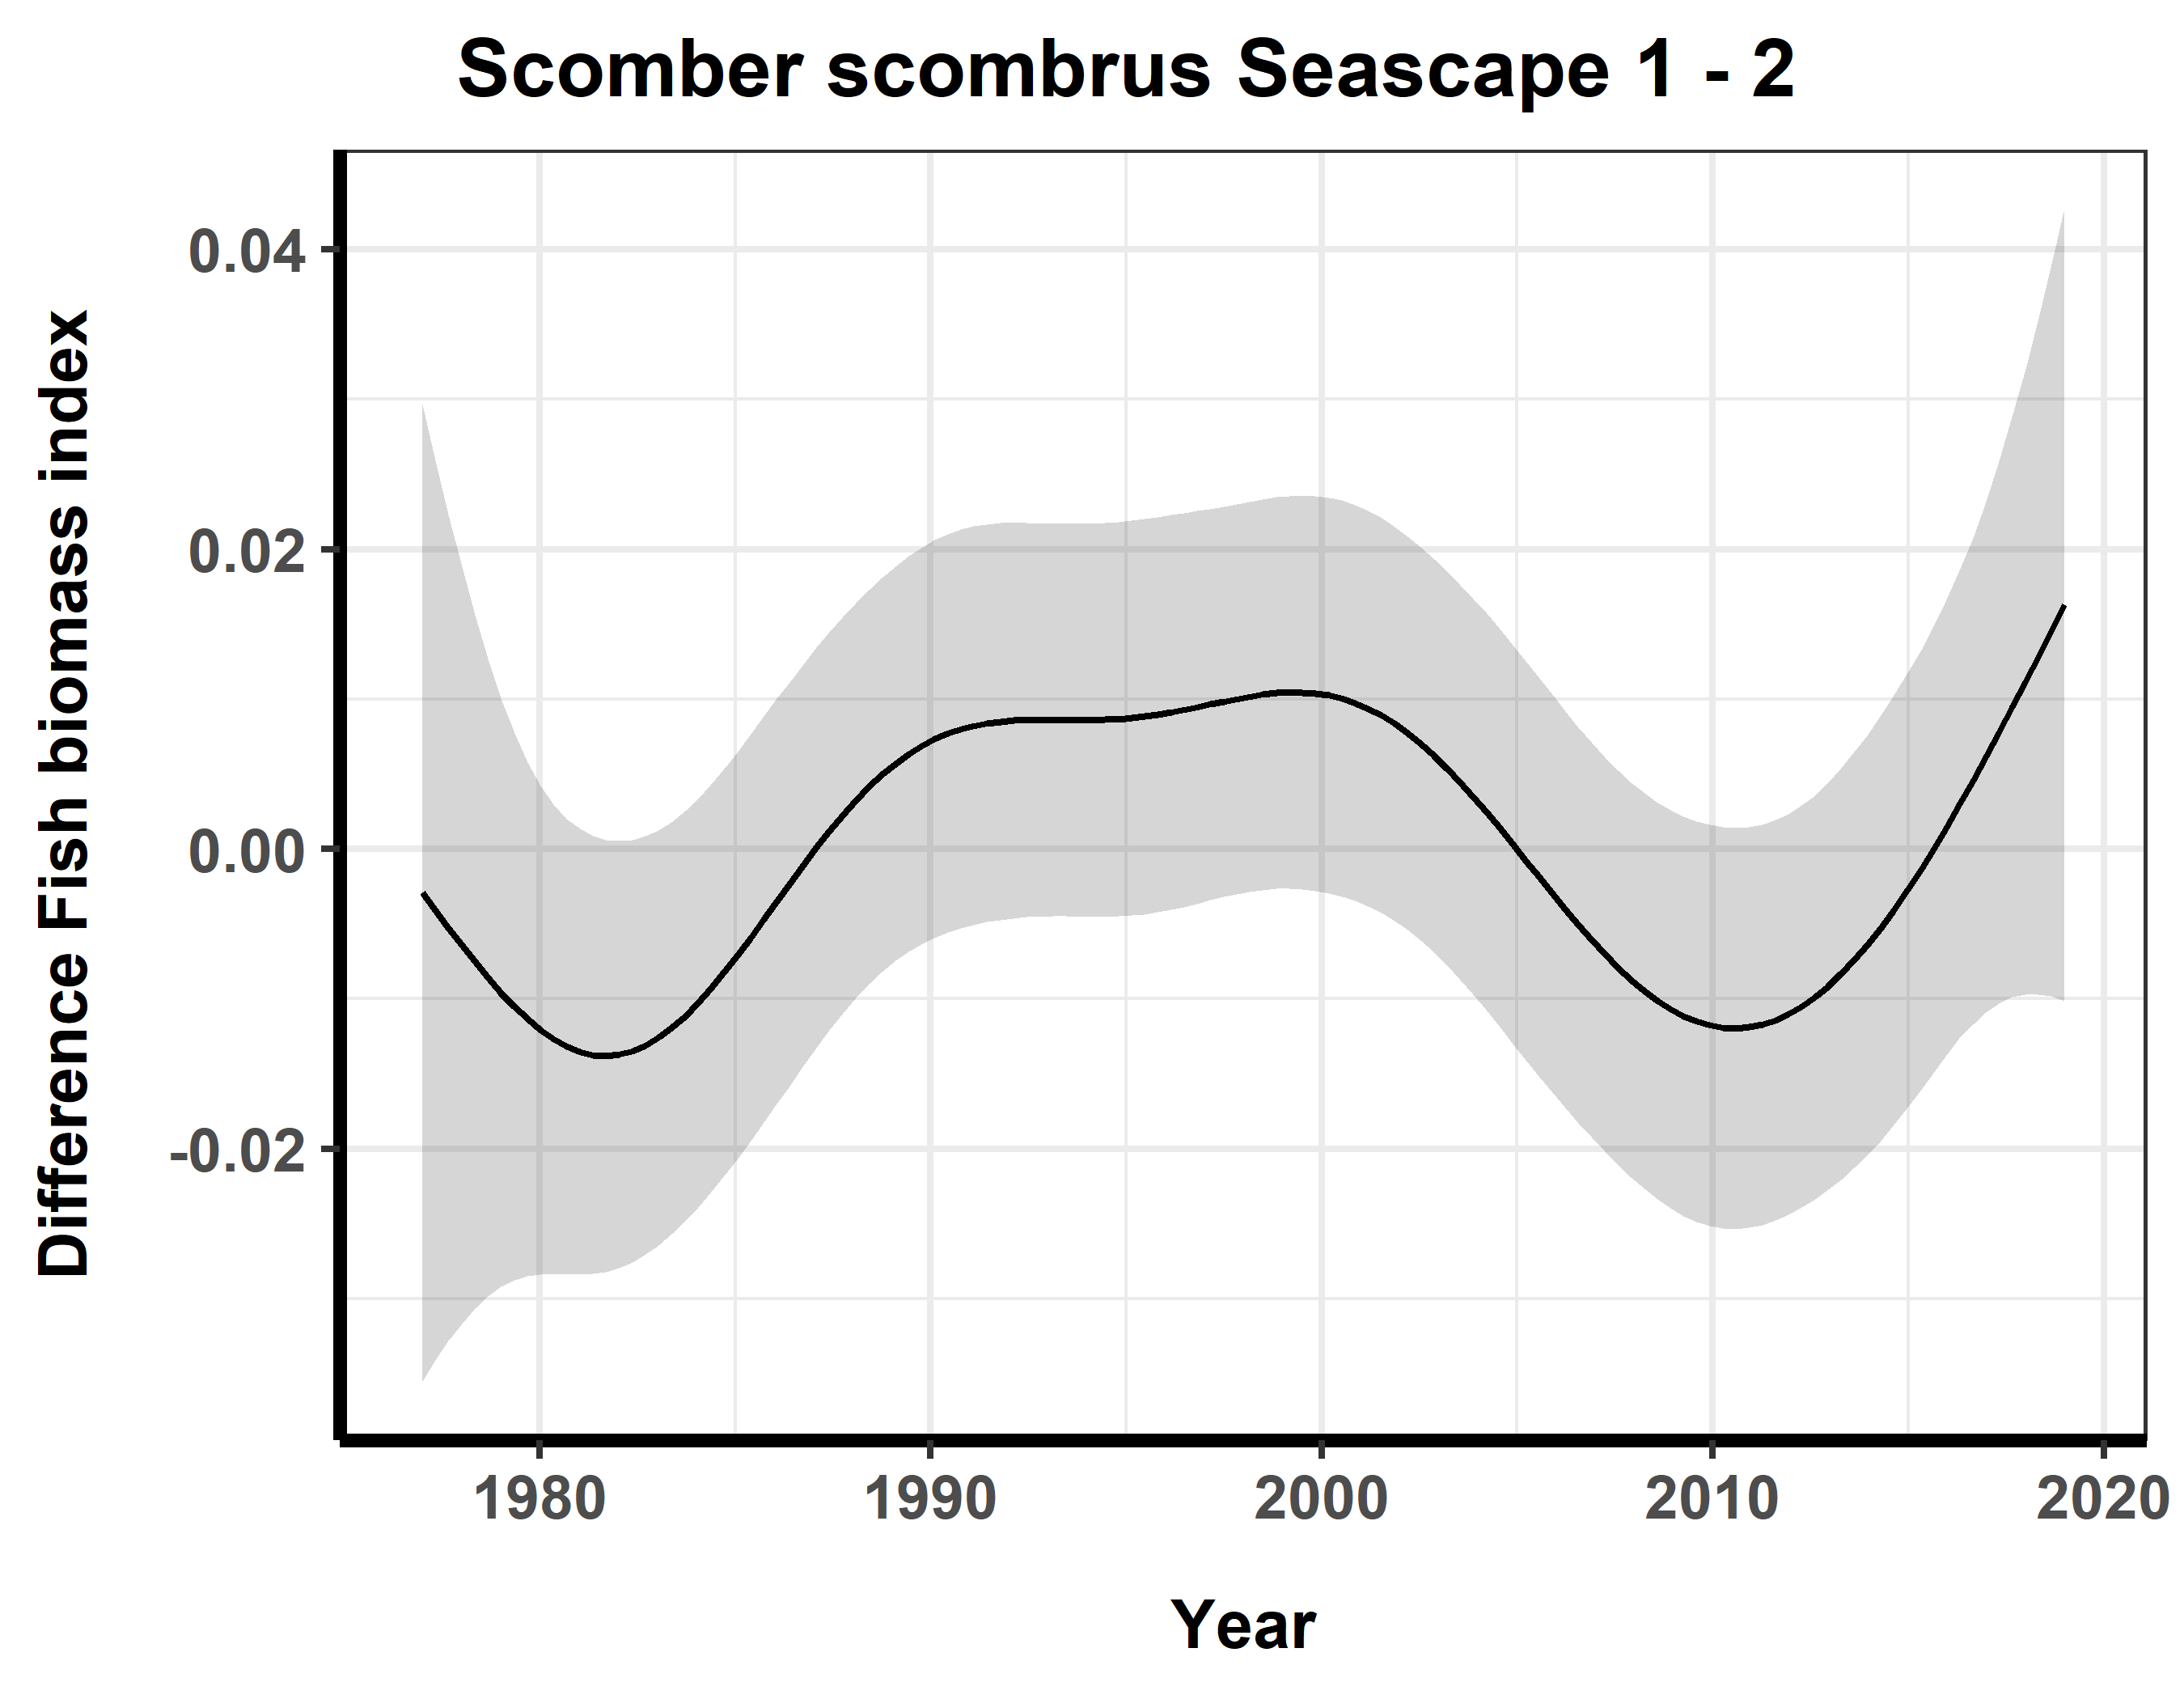 Scomber scombrus Seascape 1 - 2
Difference Fish biomass index
0.04
0.02
0.00
-0.02
1980 1990 2000 2010 2020
Year